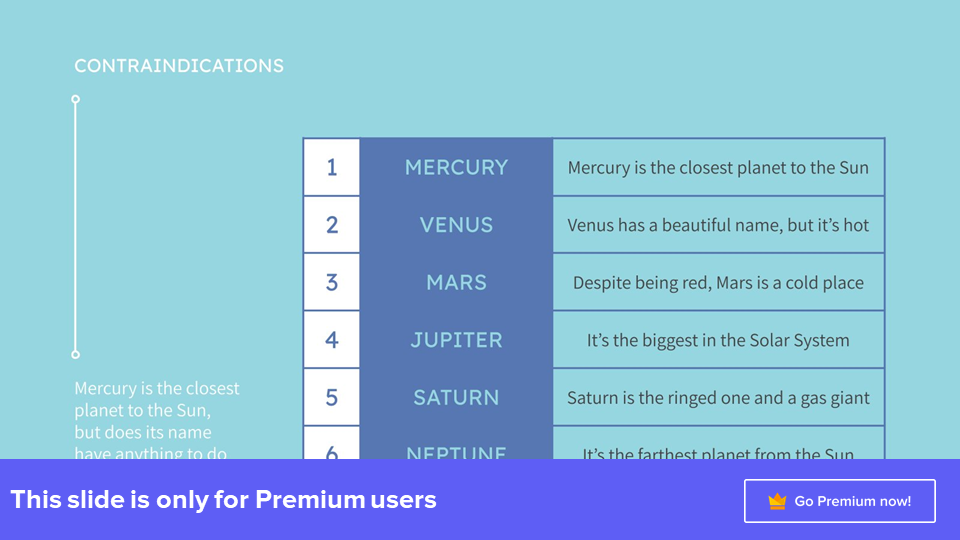 CONTRAINDICATIONS
1 MERCURY Mercury is the closest planet to the Sun
2 VENUS Venus has a beautiful name, but it’s hot
3 MARS Despite being red, Mars is a cold place
4 JUPITER It’s the biggest in the Solar System
5 SATURN Saturn is the ringed one and a gas giant
6 NEPTUNE It’s the farthest planet from the Sun
Mercury is the closest
planet to the Sun,
but does its name
have anything to do
This slide is only for Premium users
Go Premium now!